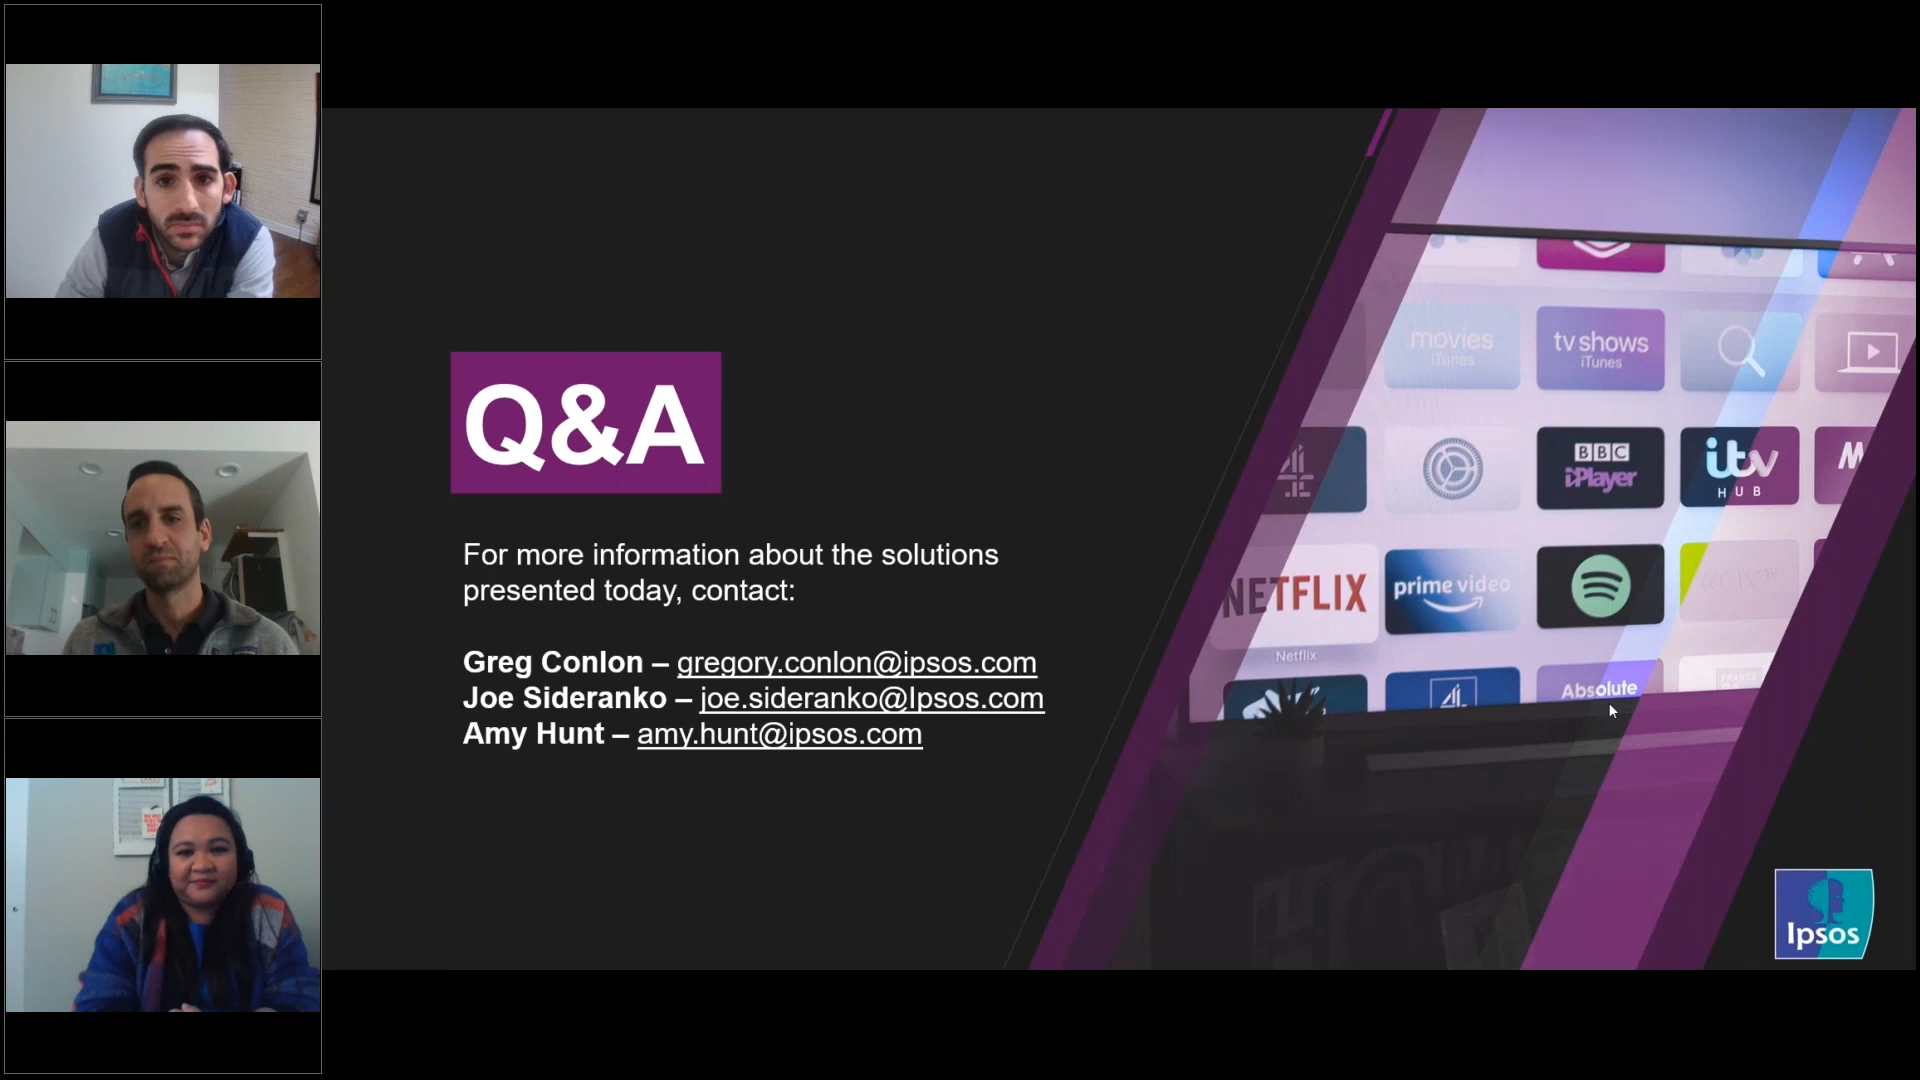 Q&A
For more information about the solutions
presented today, contact:
Greg Conlon – gregory.conlon@ipsos.com
Joe Sideranko – joe.sideranko@Ipsos.com
Amy Hunt – amy.hunt@ipsos.com
movies
iTunes
tv shows
iTunes
BBC
iPlayer
itv
HUB
M
NETFLIX
prime video
Netflix
Absolute
Ipsos